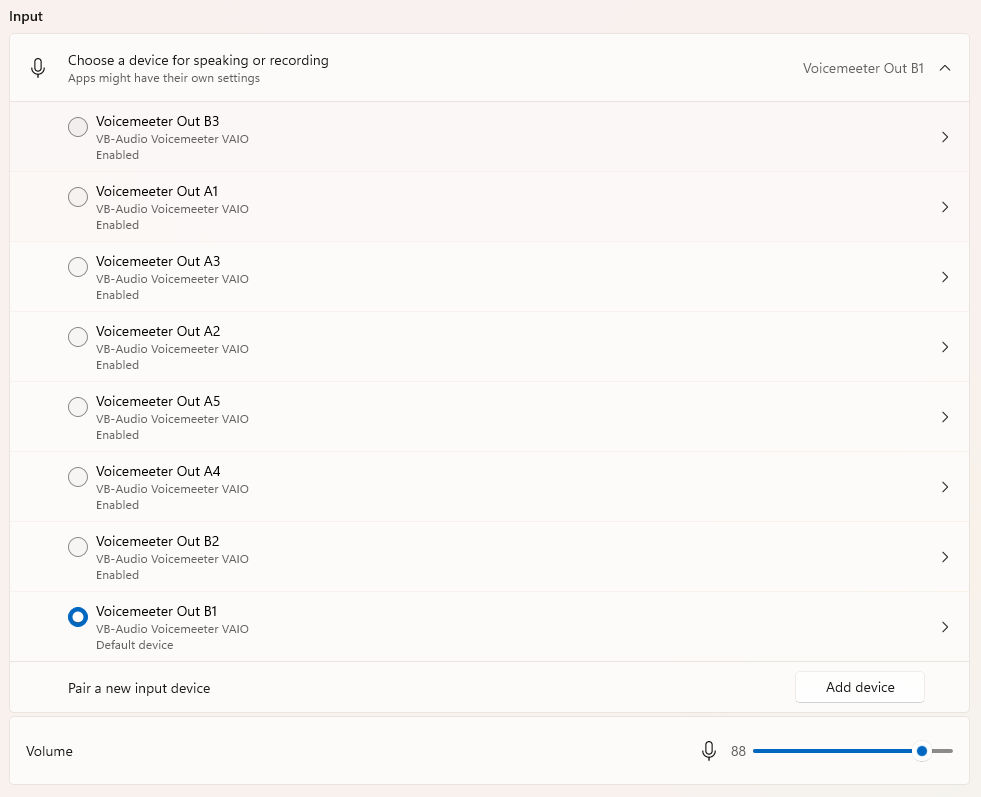 Input
Choose a device for speaking or recording
Apps might have their own settings
Voicemeeter Out B1
Voicemeeter Out B3
VB-Audio Voicemeeter VAIO
Enabled
Voicemeeter Out A1
VB-Audio Voicemeeter VAIO
Enabled
Voicemeeter Out A3
VB-Audio Voicemeeter VAIO
Enabled
Voicemeeter Out A2
VB-Audio Voicemeeter VAIO
Enabled
Voicemeeter Out A5
VB-Audio Voicemeeter VAIO
Enabled
Voicemeeter Out A4
VB-Audio Voicemeeter VAIO
Enabled
Voicemeeter Out B2
VB-Audio Voicemeeter VAIO
Enabled
Voicemeeter Out B1
VB-Audio Voicemeeter VAIO
Default device
Pair a new input device
Add device
Volume
88